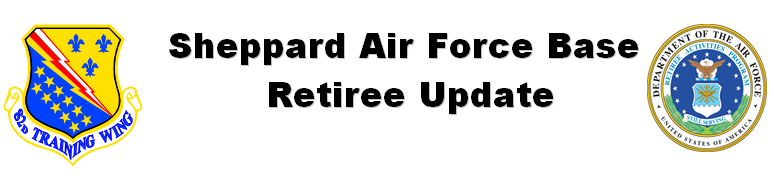 Sheppard Air Force Base
Retiree Update
82D TRAINING WING
DEPARTMENT OF THE AIR FORCE
RETIREE ACTIVITIES PROGRAM
STILL SERVING
UNITED STATES OF AMERICA